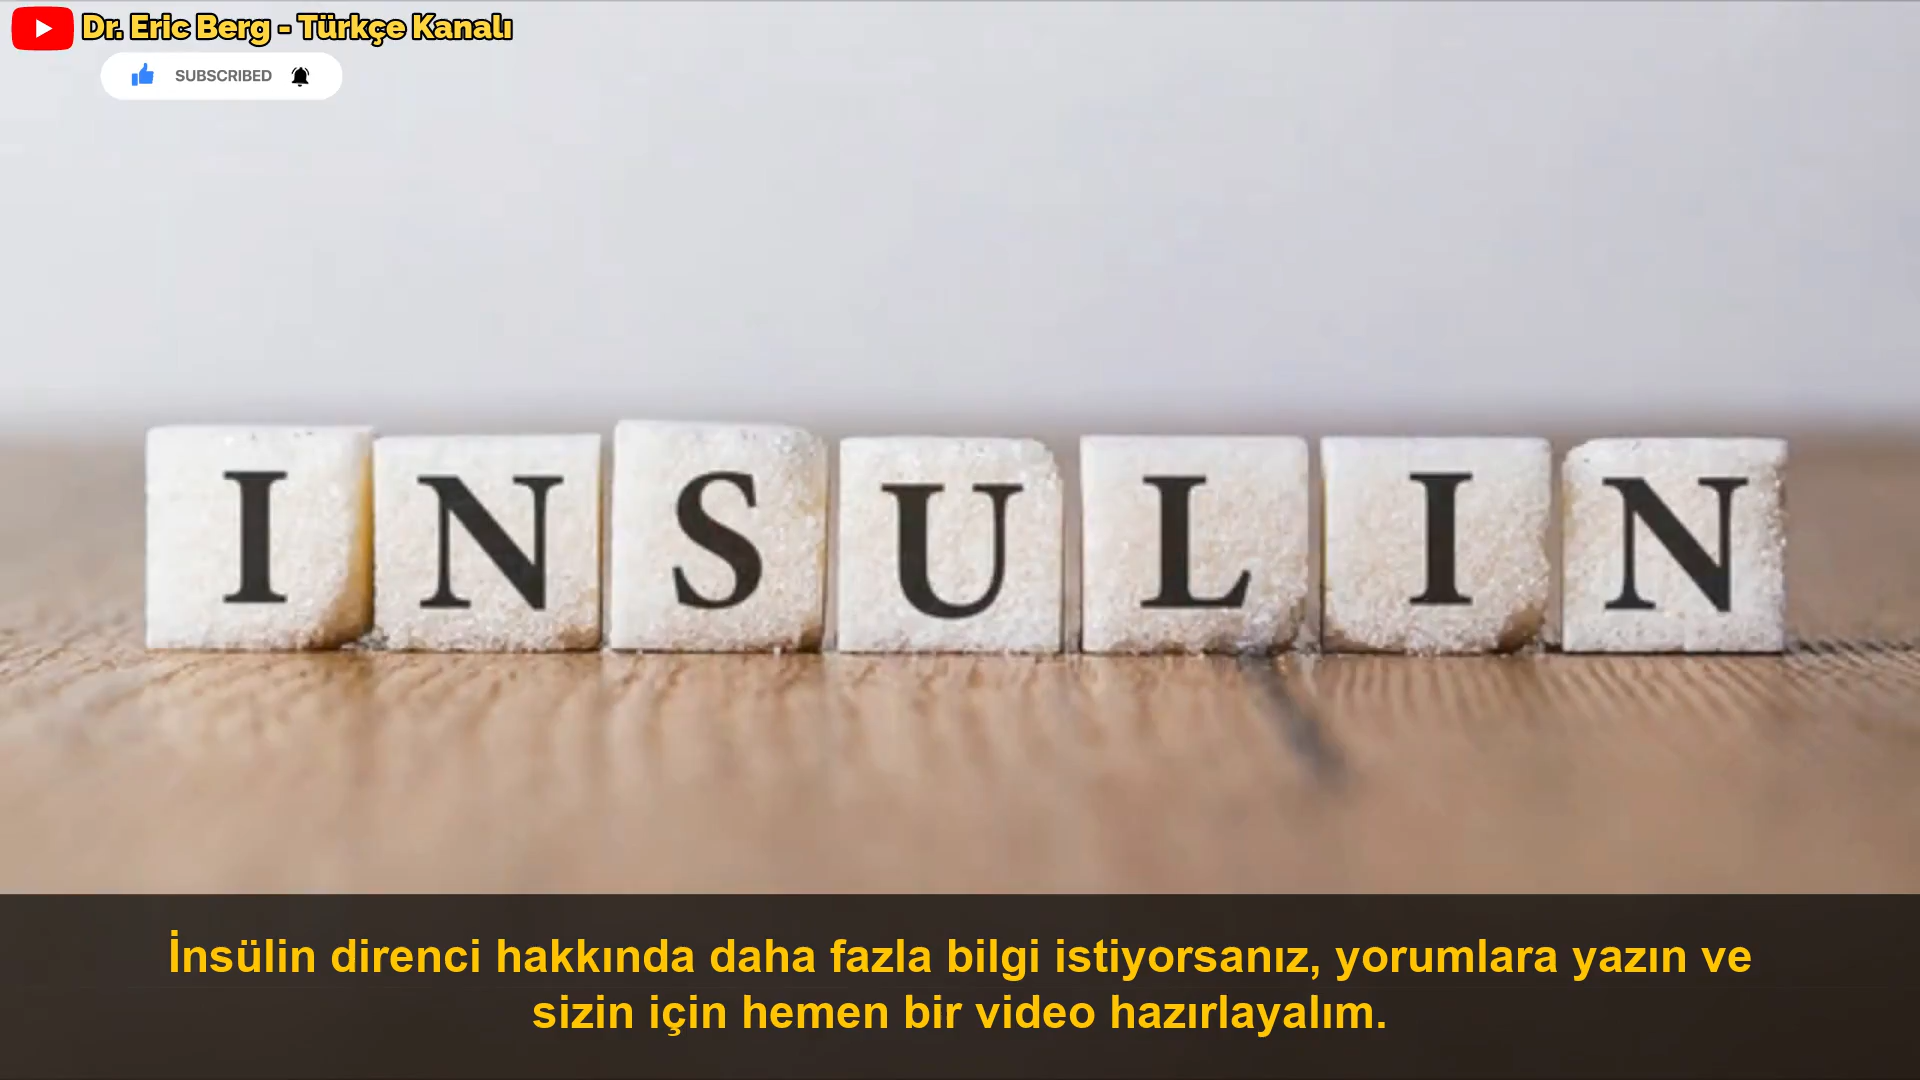 Dr. Eric Berg - Türkçe Kanalı
SUBSCRIBED
INSULIN
İnsülin direnci hakkında daha fazla bilgi istiyorsanız, yorumlara yazın ve
sizin için hemen bir video hazırlayalım.